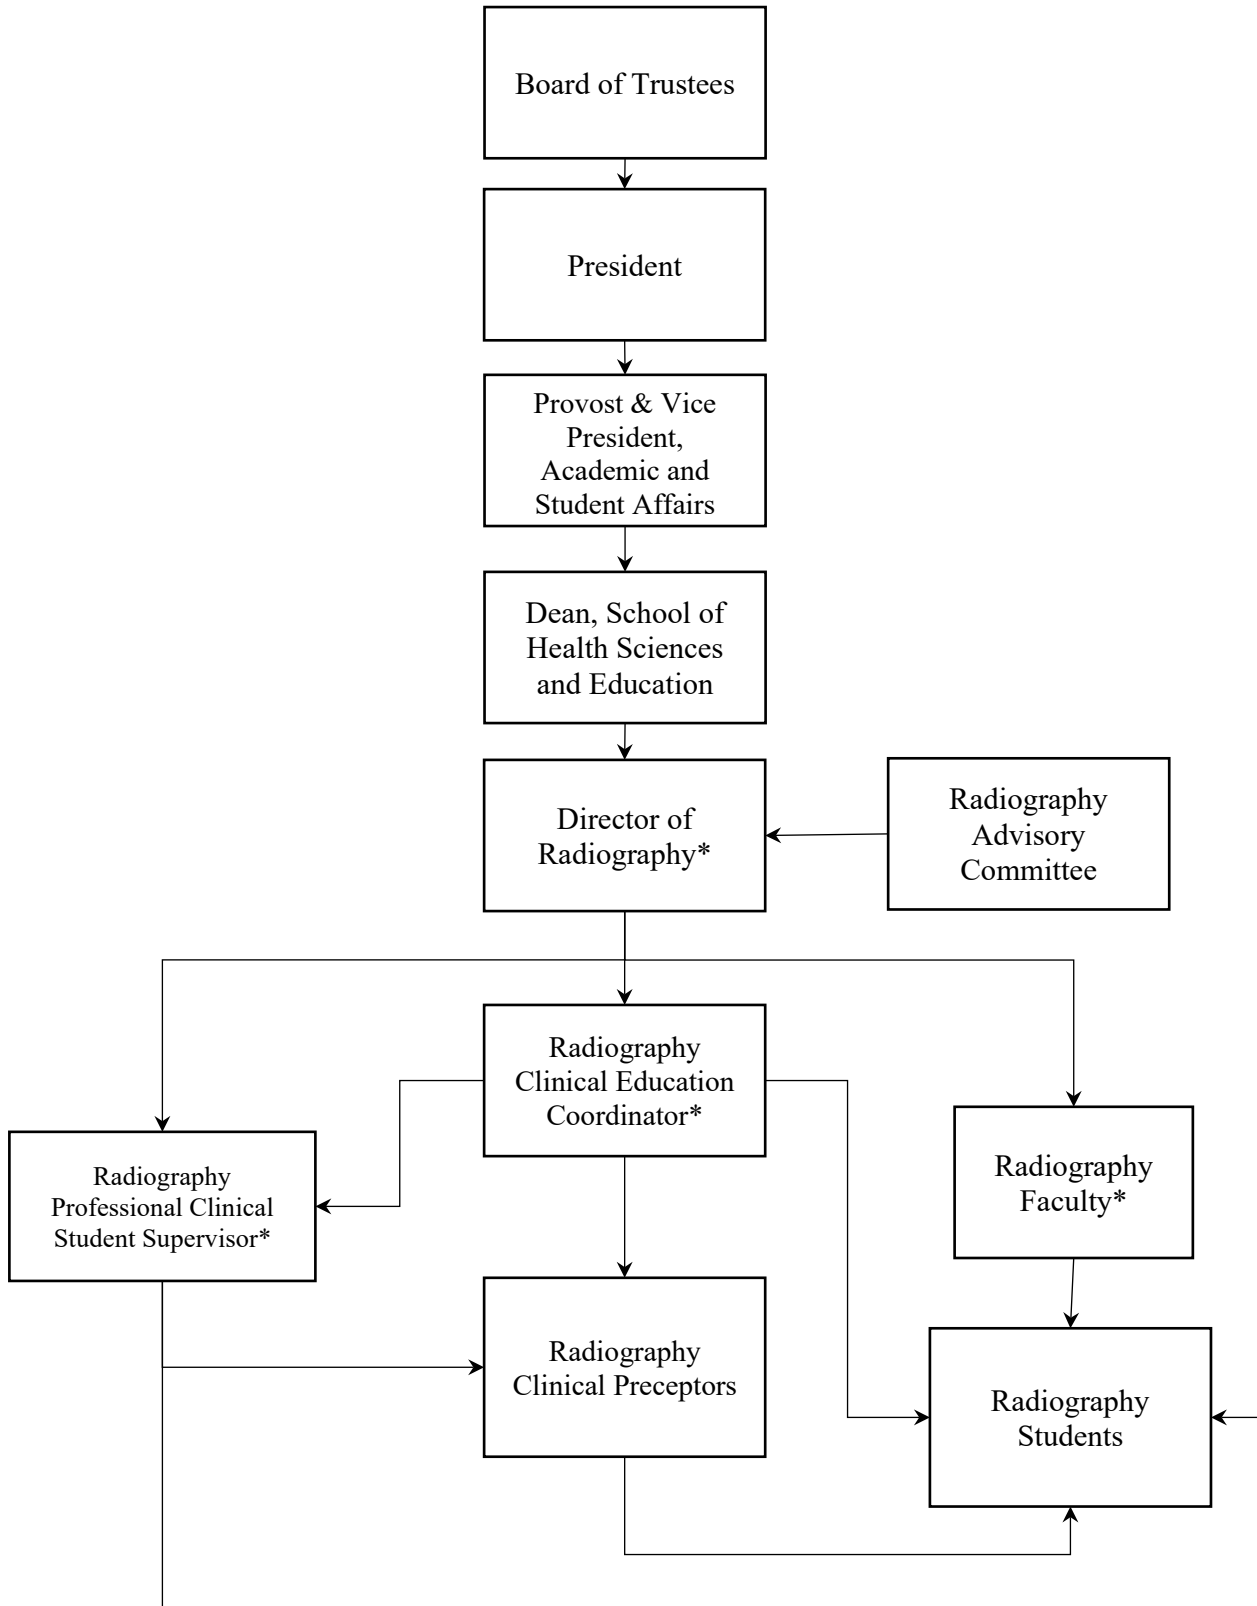 Board of Trustees
President
Provost & Vice
President,
Academic and
Student Affairs
Dean, School of
Health Sciences
and Education
Director of
Radiography*
Radiography
Advisory
Committee
Radiography
Clinical Education
Coordinator*
Radiography
Professional Clinical
Student Supervisor*
Radiography
Faculty*
Radiography
Clinical Preceptors
Radiography
Students